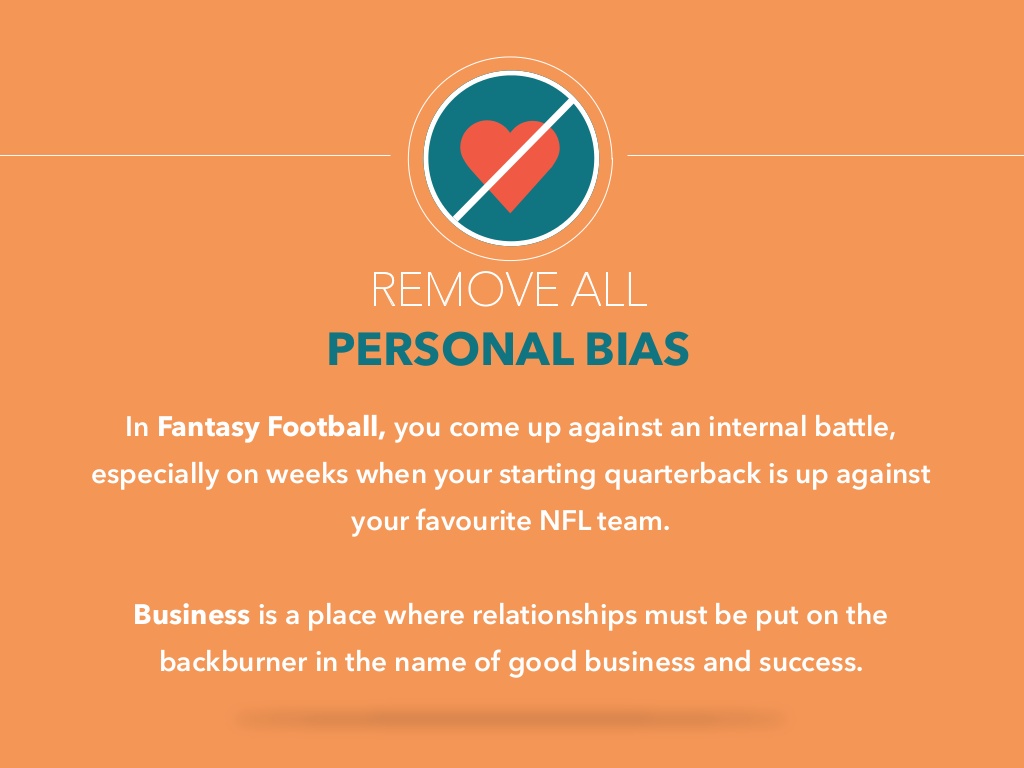 REMOVE ALL
PERSONAL BIAS
In Fantasy Football, you come up against an internal battle,
especially on weeks when your starting quarterback is up against
your favourite NFL team.
Business is a place where relationships must be put on the
backburner in the name of good business and success.